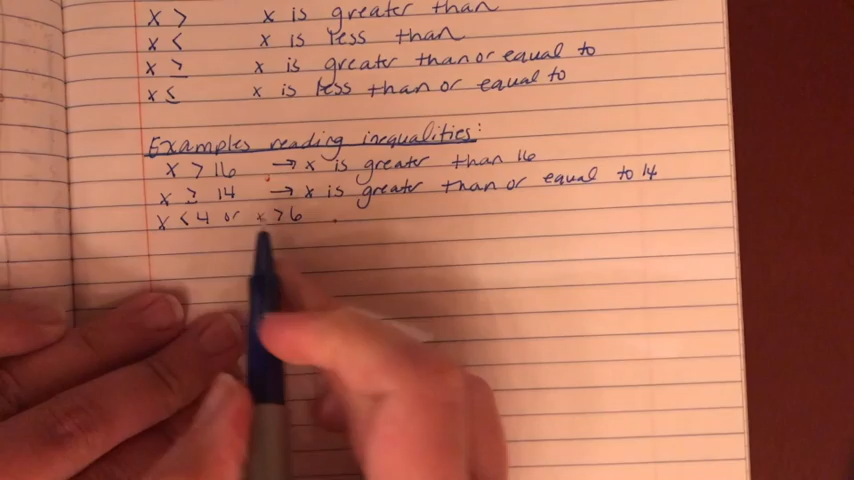 x > x is greater than
x < x is less than
x ≥ x is greater than or equal to
x ≤ x is less than or equal to
Examples reading inequalities:
x > 16 → x is greater than 16
x ≥ 14 → x is greater than or equal to 14
x < 4 or x > 6